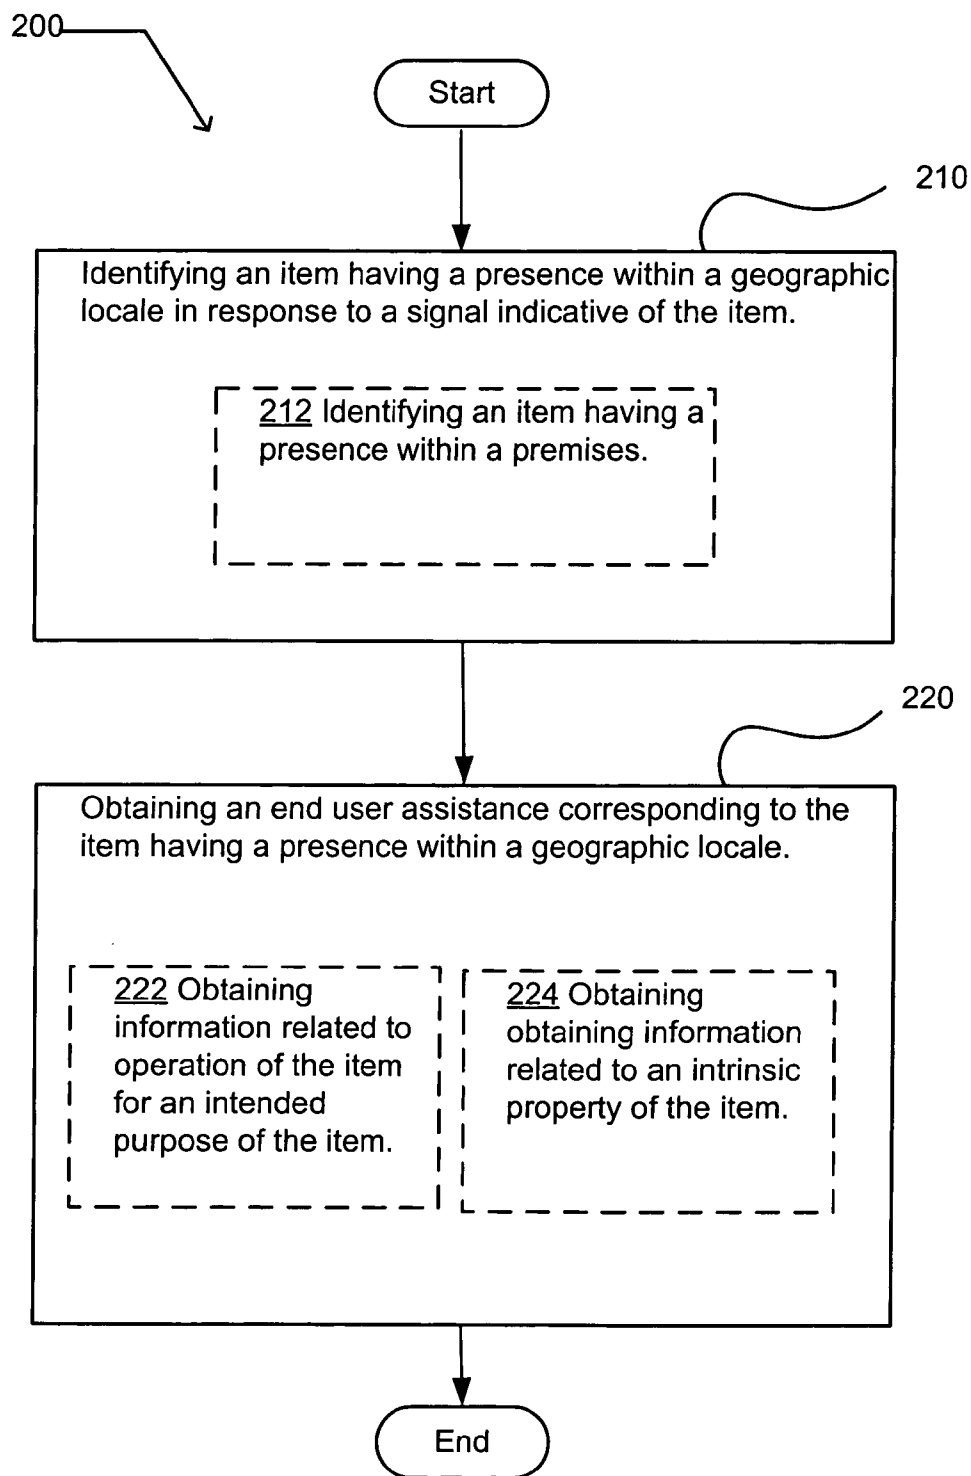 200
Start
210
Identifying an item having a presence within a geographic
locale in response to a signal indicative of the item.
212 Identifying an item having a
presence within a premises.
220
Obtaining an end user assistance corresponding to the
item having a presence within a geographic locale.
222 Obtaining
information related to
operation of the item
for an intended
purpose of the item.
224 Obtaining
obtaining information
related to an intrinsic
property of the item.
End